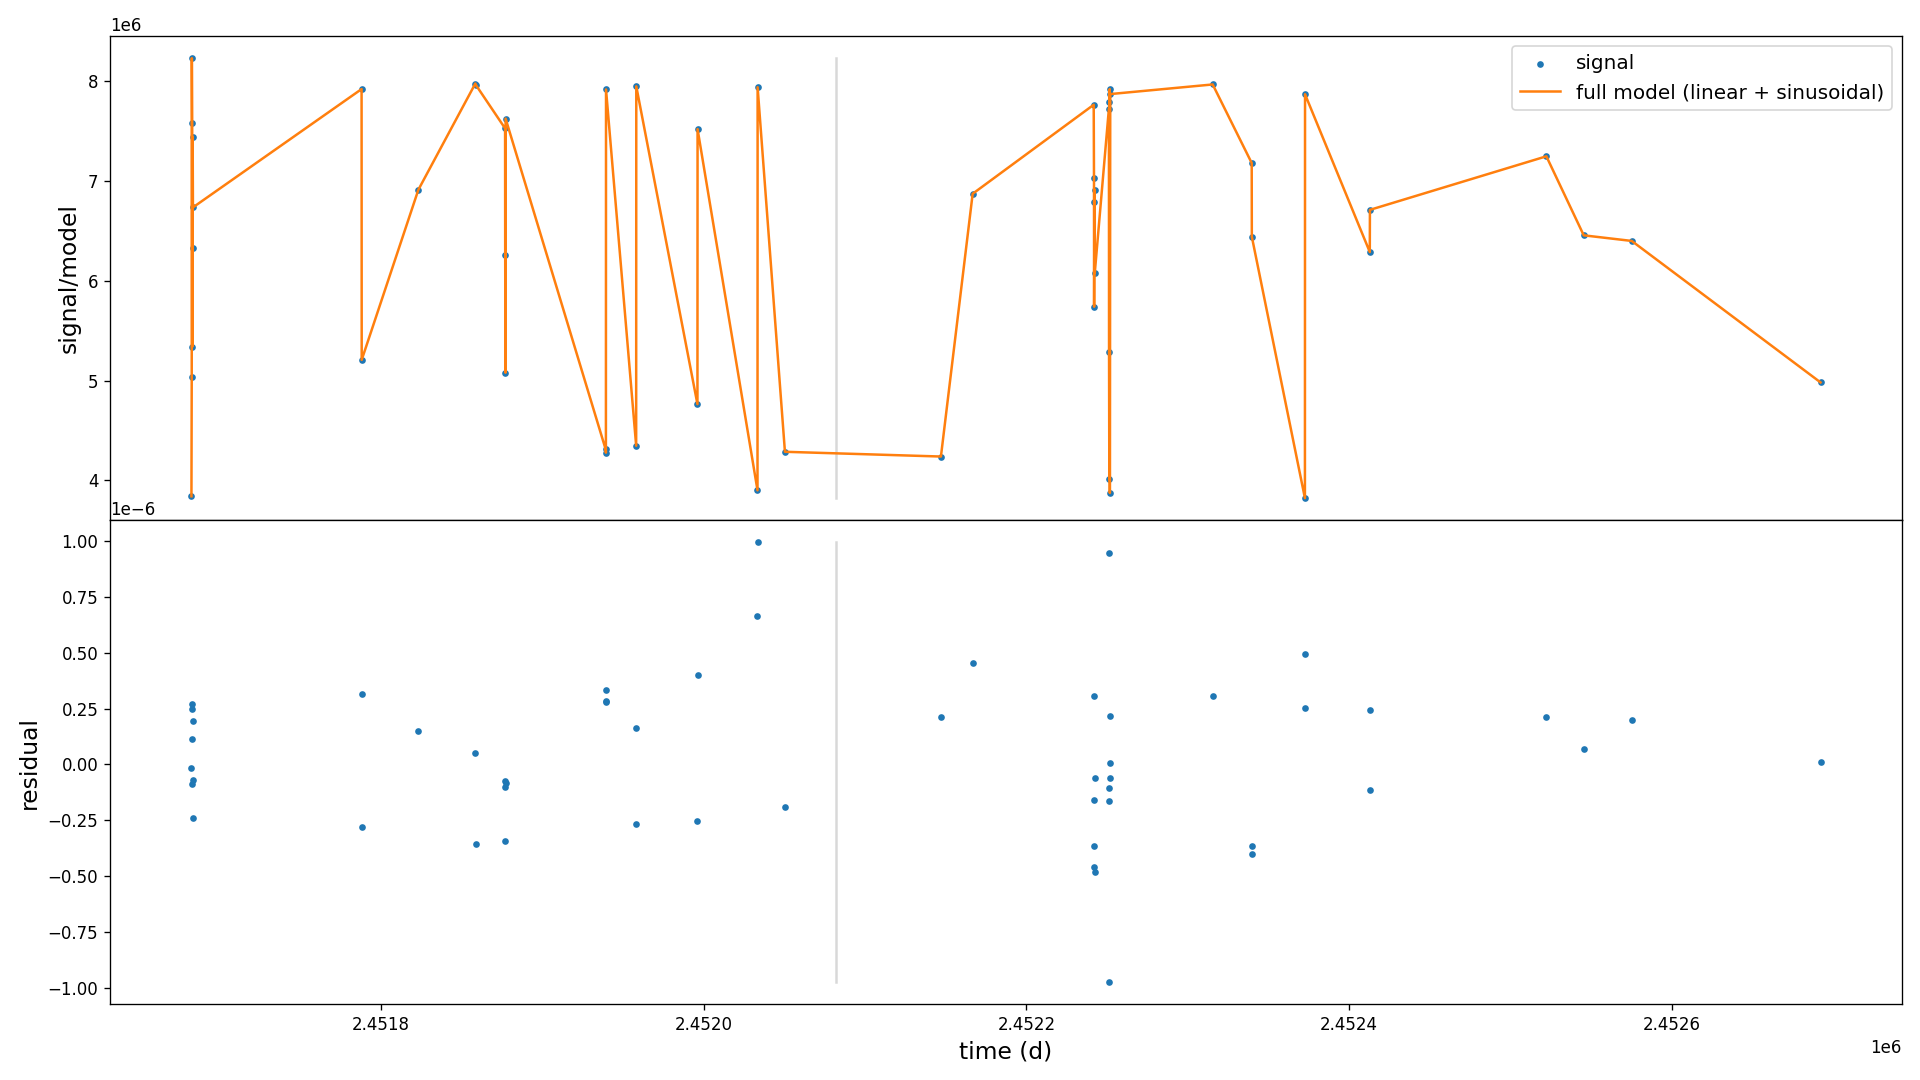 1e6
signal
full model (linear + sinusoidal)
8
7
6
5
4
signal/model
1e−6
1.00
0.75
0.50
0.25
0.00
−0.25
−0.50
−0.75
−1.00
residual
2.4518
2.4520
2.4522
2.4524
2.4526
time (d)
1e6